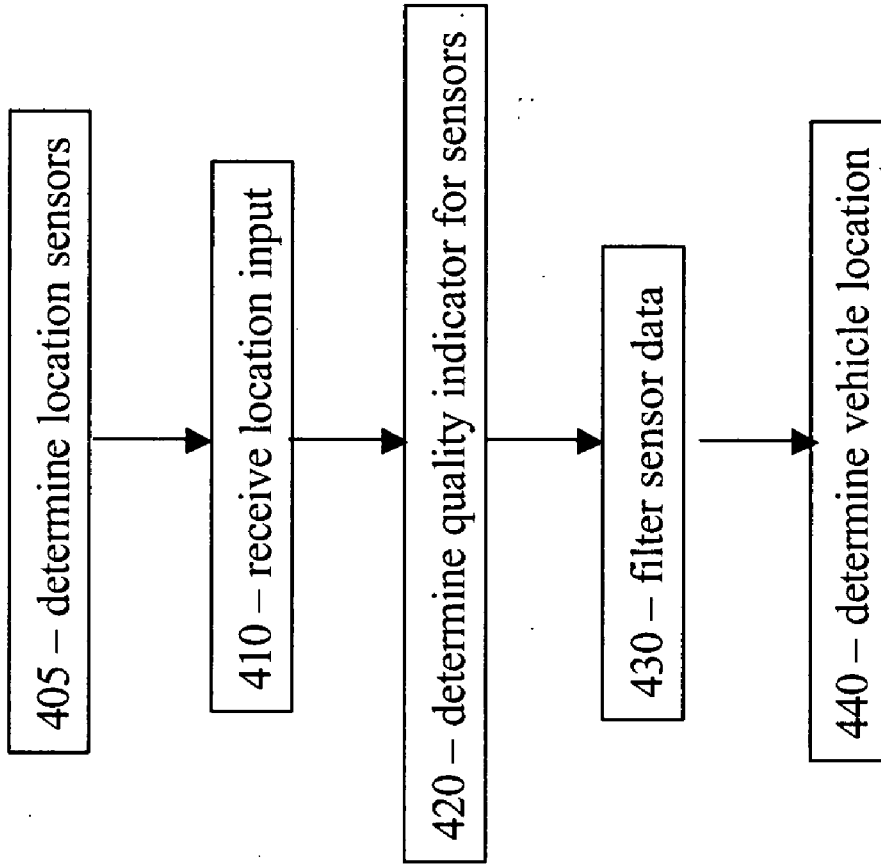 405 – determine location sensors
410 – receive location input
420 – determine quality indicator for sensors
430 – filter sensor data
440 – determine vehicle location